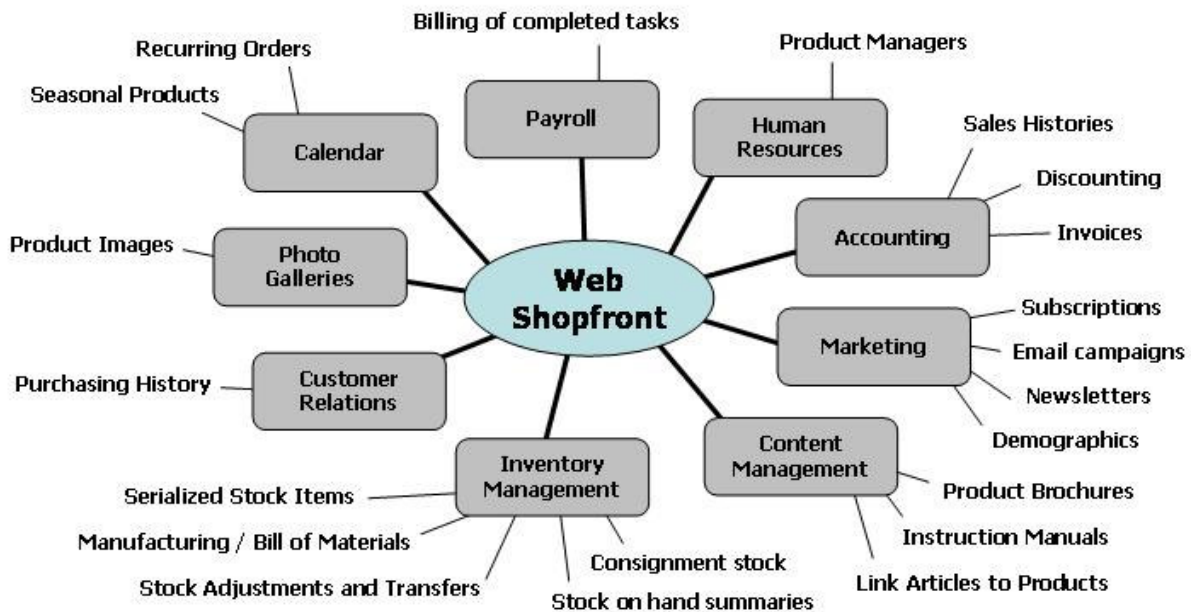 Billing of completed tasks
Recurring Orders
Product Managers
Seasonal Products
Payroll
Human
Resources
Calendar
Sales Histories
Discounting
Accounting
Invoices
Product Images
Photo
Galleries
Web
Shopfront
Subscriptions
Marketing
Email campaigns
Newsletters
Demographics
Purchasing History
Customer
Relations
Inventory
Management
Content
Management
Product Brochures
Instruction Manuals
Link Articles to Products
Serialized Stock Items
Manufacturing / Bill of Materials
Stock Adjustments and Transfers
Consignment stock
Stock on hand summaries